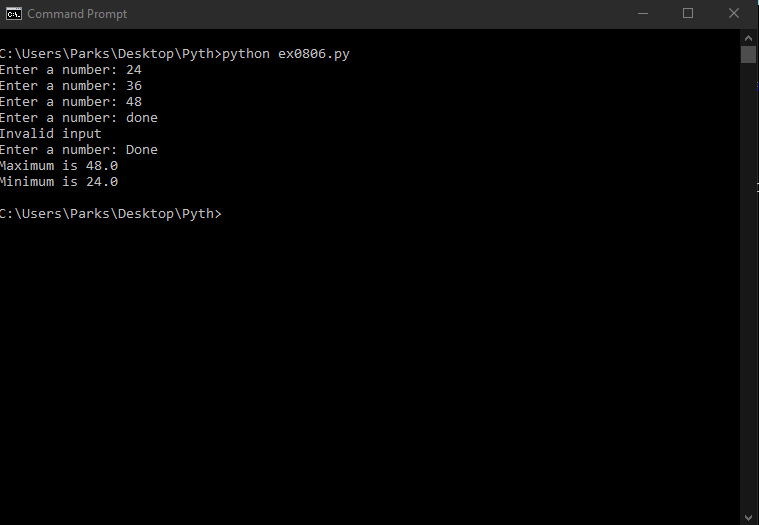 Command Prompt
C:\Users\Parks\Desktop\Pyth>python ex0806.py
Enter a number: 24
Enter a number: 36
Enter a number: 48
Enter a number: done
Invalid input
Enter a number: Done
Maximum is 48.0
Minimum is 24.0
C:\Users\Parks\Desktop\Pyth>